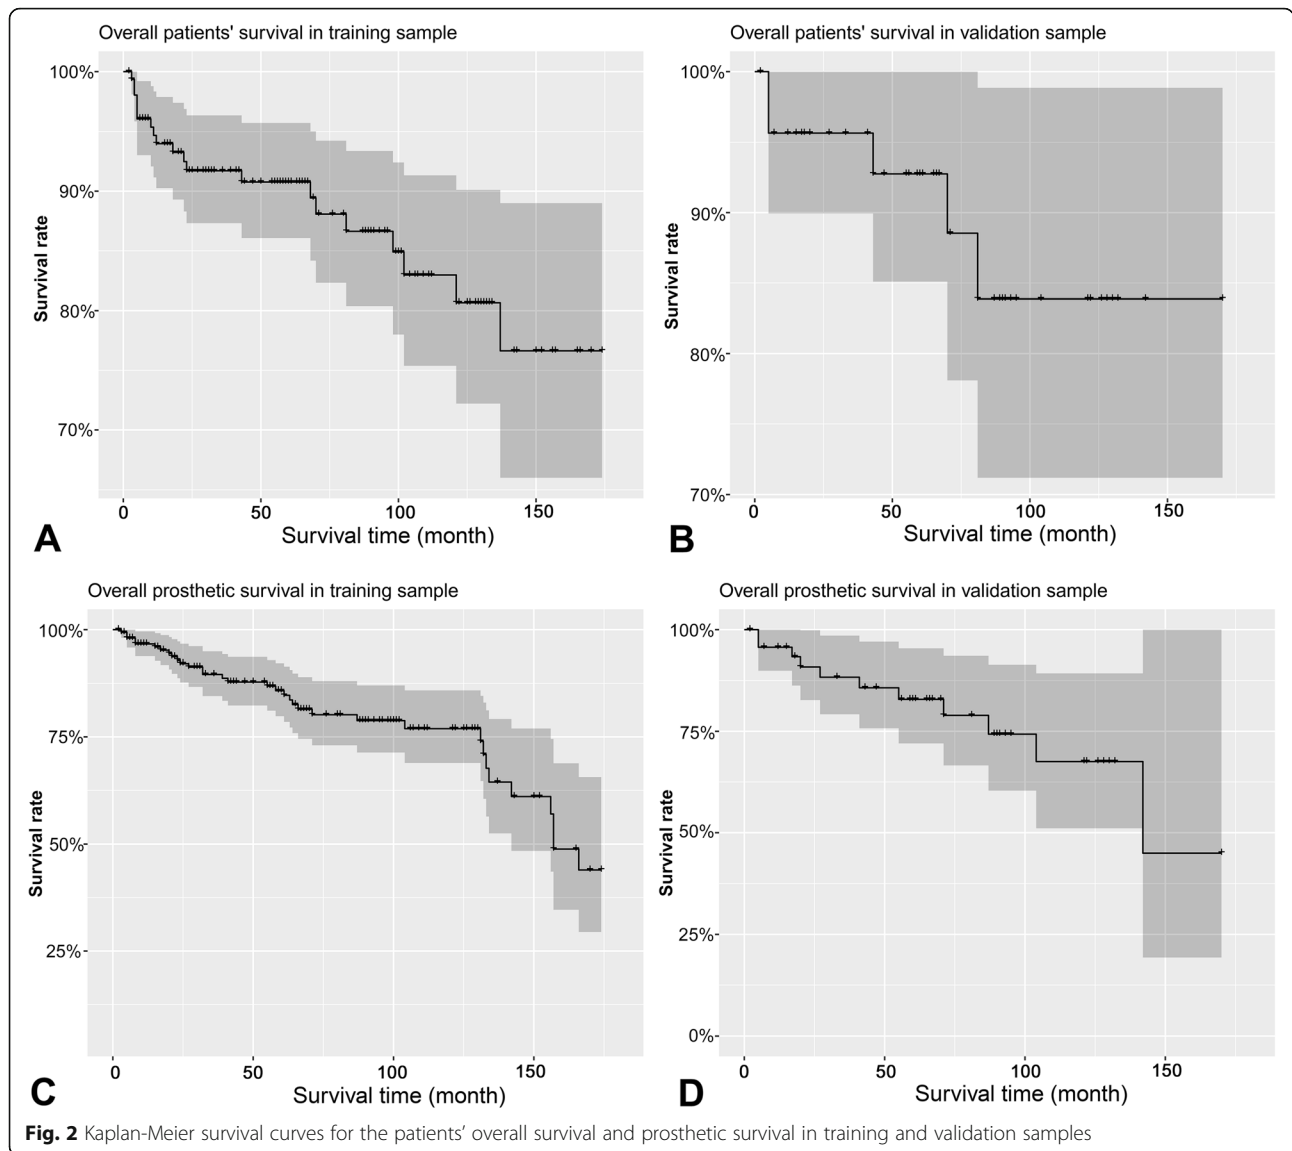 Overall patients' survival in training sample
100%
90%
80%
70%
Survival rate
0 50 100 150
Survival time (month)
A
Overall patients' survival in validation sample
100%
90%
80%
70%
Survival rate
0 50 100 150
Survival time (month)
B
Overall prosthetic survival in training sample
100%
75%
50%
25%
Survival rate
0 50 100 150
Survival time (month)
C
Overall prosthetic survival in validation sample
100%
75%
50%
25%
0%
Survival rate
0 50 100 150
Survival time (month)
D
Fig. 2 Kaplan-Meier survival curves for the patients’ overall survival and prosthetic survival in training and validation samples